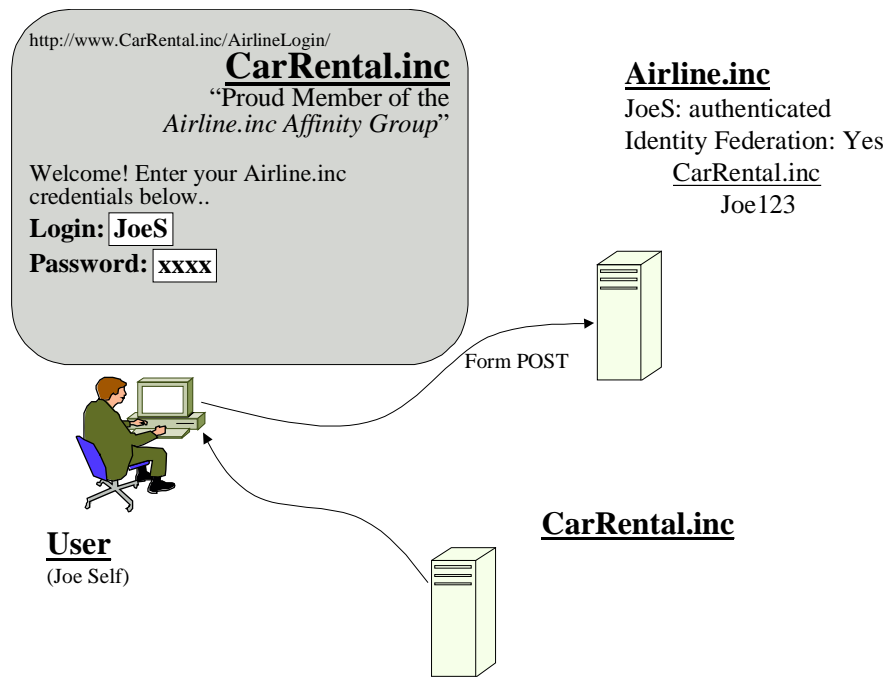 http://www.CarRental.inc/AirlineLogin/
CarRental.inc
“Proud Member of the
Airline.inc Affinity Group”
Welcome! Enter your Airline.inc
credentials below..
Login: JoeS
Password: xxxx
Airline.inc
JoeS: authenticated
Identity Federation: Yes
CarRental.inc
Joe123
Form POST
User
(Joe Self)
CarRental.inc